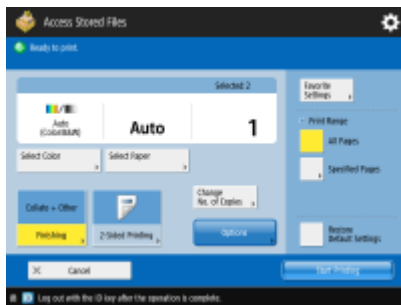 Access Stored Files
Ready to print.
Selected: 2
Auto
(Color/B&W)
Auto
1
Select Color
Select Paper
Change
No. of Copies
Collate + Other
Finishing
2-Sided Printing
Options
Favorite
Settings
Print Range
All Pages
Specified Pages
Restore
Default Settings
Cancel
Start Printing
Log out with the ID key after the operation is complete.